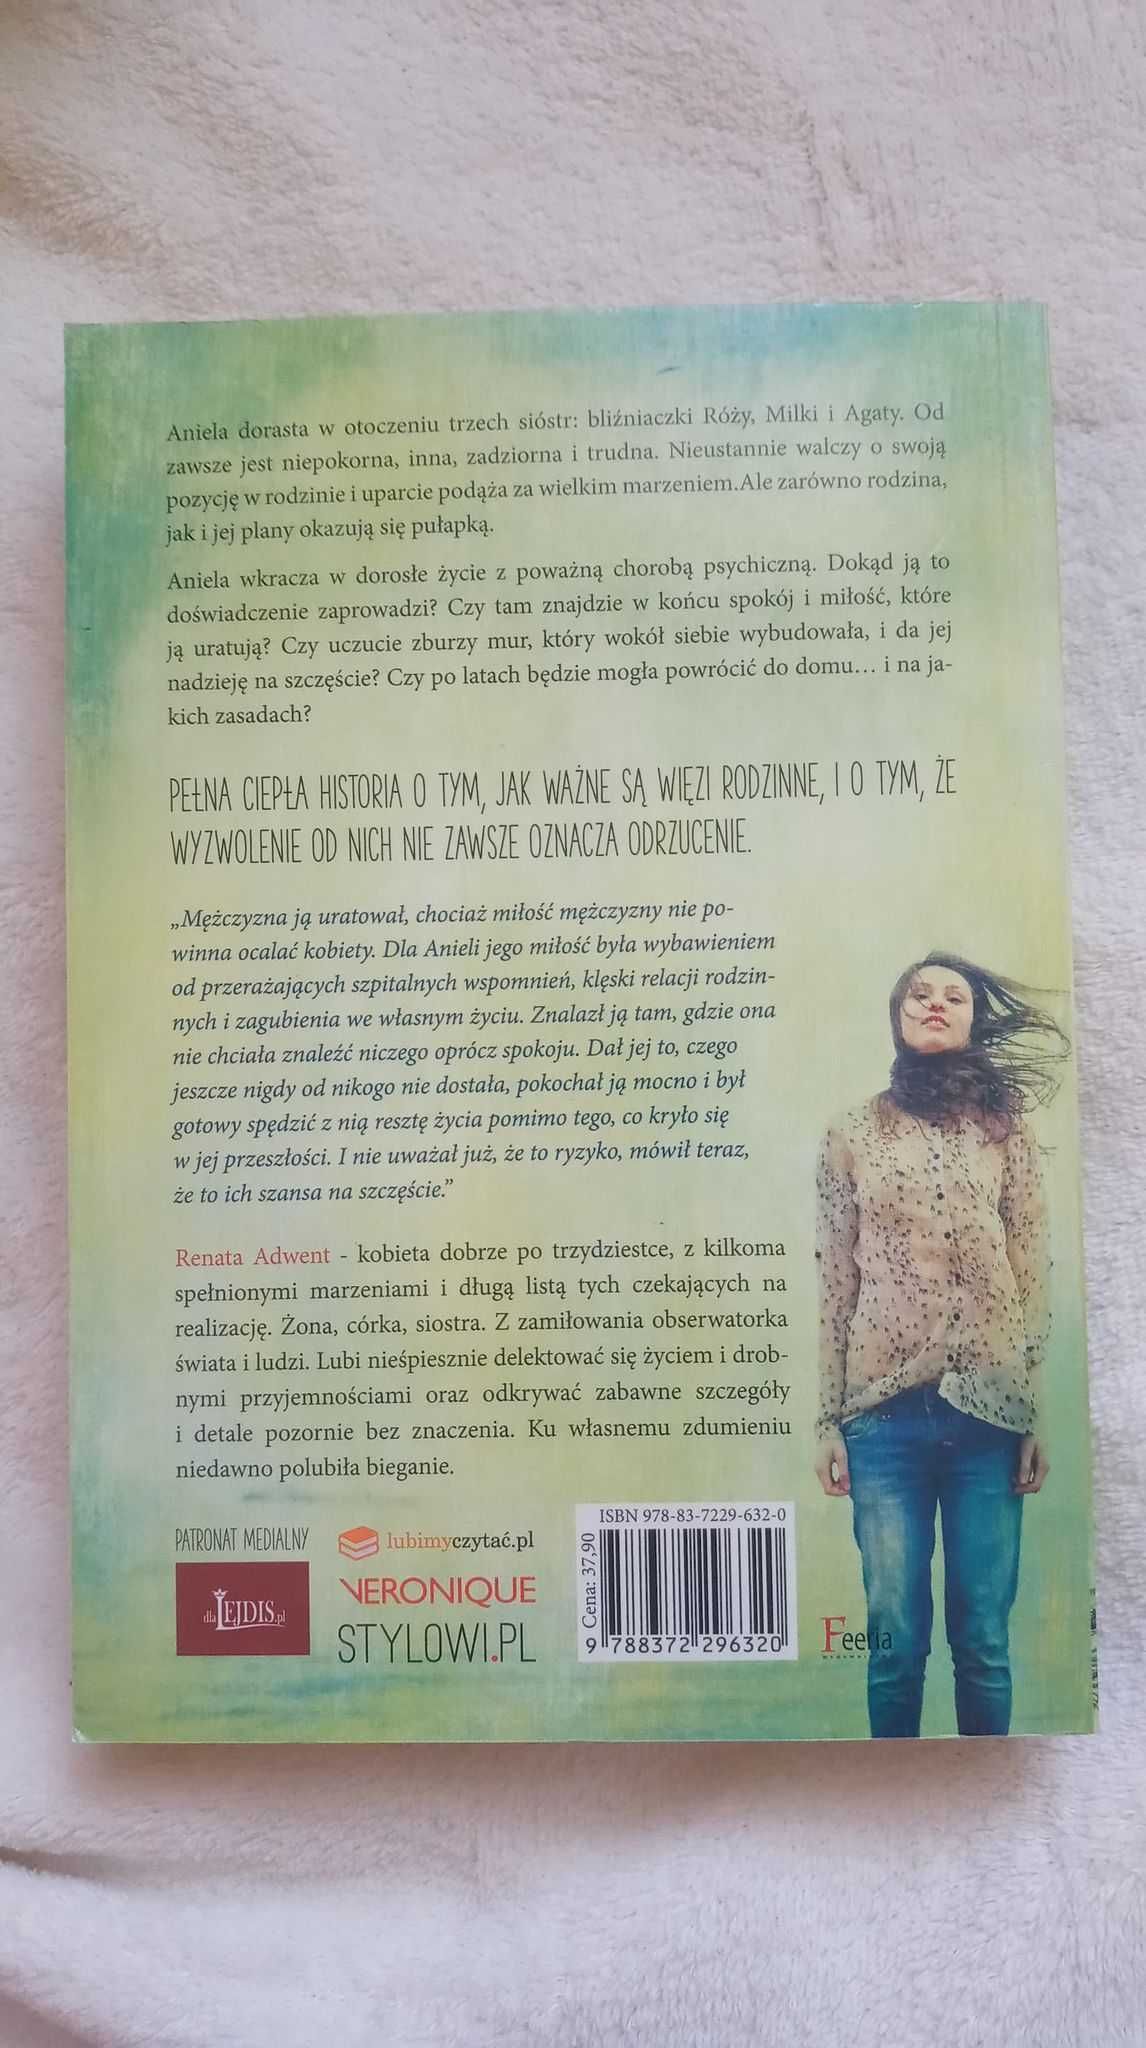 Aniela dorasta w otoczeniu trzech sióstr: bliźniaczki Róży, Milki i Agaty. Od
zawsze jest niepokorna, inna, zadziorna i trudna. Nieustannie walczy o swoją
pozycję w rodzinie i uparcie podąża za wielkim marzeniem.Ale zarówno rodzina,
jak i jej plany okazują się pułapką.
Aniela wkracza w dorosłe życie z poważną chorobą psychiczną. Dokąd ją to
doświadczenie zaprowadzi? Czy tam znajdzie w końcu spokój i miłość, które
ją uratują? Czy uczucie zburzy mur, który wokół siebie wybudowała, i da jej
nadzieję na szczęście? Czy po latach będzie mogła powrócić do domu… i na ja-
kich zasadach?
PEŁNA CIEPŁA HISTORIA O TYM, JAK WAŻNE SĄ WIĘZI RODZINNE, I O TYM, ŻE
WYZWOLENIE OD NICH NIE ZAWSZE OZNACZA ODRZUCENIE.
„Mężczyzna ją uratował, chociaż miłość mężczyzny nie po-
winna ocalać kobiety. Dla Anieli jego miłość była wybawieniem
od przerażających szpitalnych wspomnień, klęski relacji rodzin-
nych i zagubienia we własnym życiu. Znalazł ją tam, gdzie ona
nie chciała znaleźć niczego oprócz spokoju. Dał jej to, czego
jeszcze nigdy od nikogo nie dostała, pokochał ją mocno i był
gotowy spędzić z nią resztę życia pomimo tego, co kryło się
w jej przeszłości. I nie uważał już, że to ryzyko, mówił teraz,
że to ich szansa na szczęście.”
Renata Adwent - kobieta dobrze po trzydziestce, z kilkoma
spełnionymi marzeniami i długą listą tych czekających na
realizację. Żona, córka, siostra. Z zamiłowania obserwatorka
świata i ludzi. Lubi nieśpiesznie delektować się życiem i drob-
nymi przyjemnościami oraz odkrywać zabawne szczegóły
i detale pozornie bez znaczenia. Ku własnemu zdumieniu
niedawno polubiła bieganie.
PATRONAT MEDIALNY
dlaLEJDIS.pl
lubimyczytać.pl
VERONIQUE
STYLOWI.PL
ISBN 978-83-7229-632-0
Cena: 37,90
9 788372 296320
Feeria